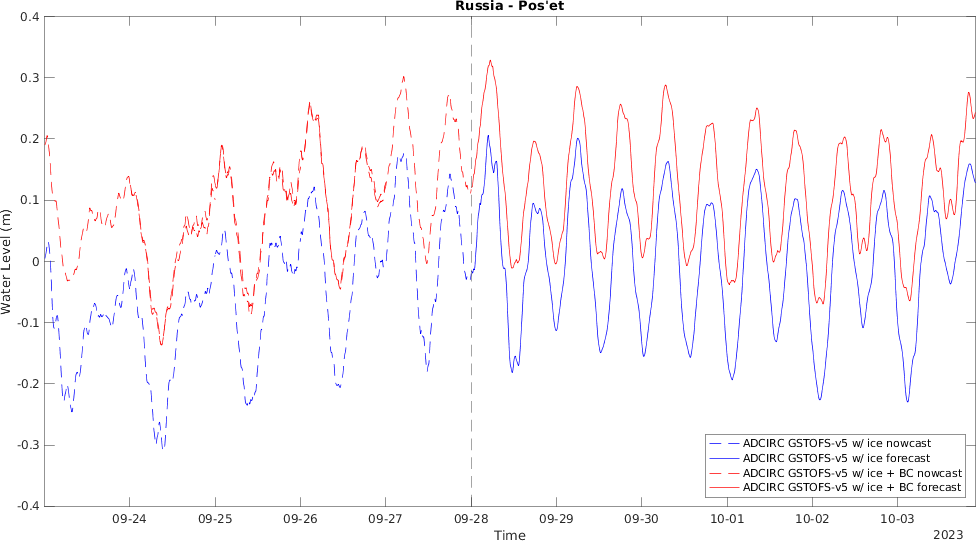 Russia - Pos'et
0.4
0.3
0.2
0.1
0
-0.1
-0.2
-0.3
-0.4
Water Level (m)
09-24 09-25 09-26 09-27 09-28 09-29 09-30 10-01 10-02 10-03
Time
2023
ADCIRC GSTOFS-v5 w/ ice nowcast
ADCIRC GSTOFS-v5 w/ ice forecast
ADCIRC GSTOFS-v5 w/ ice + BC nowcast
ADCIRC GSTOFS-v5 w/ ice + BC forecast